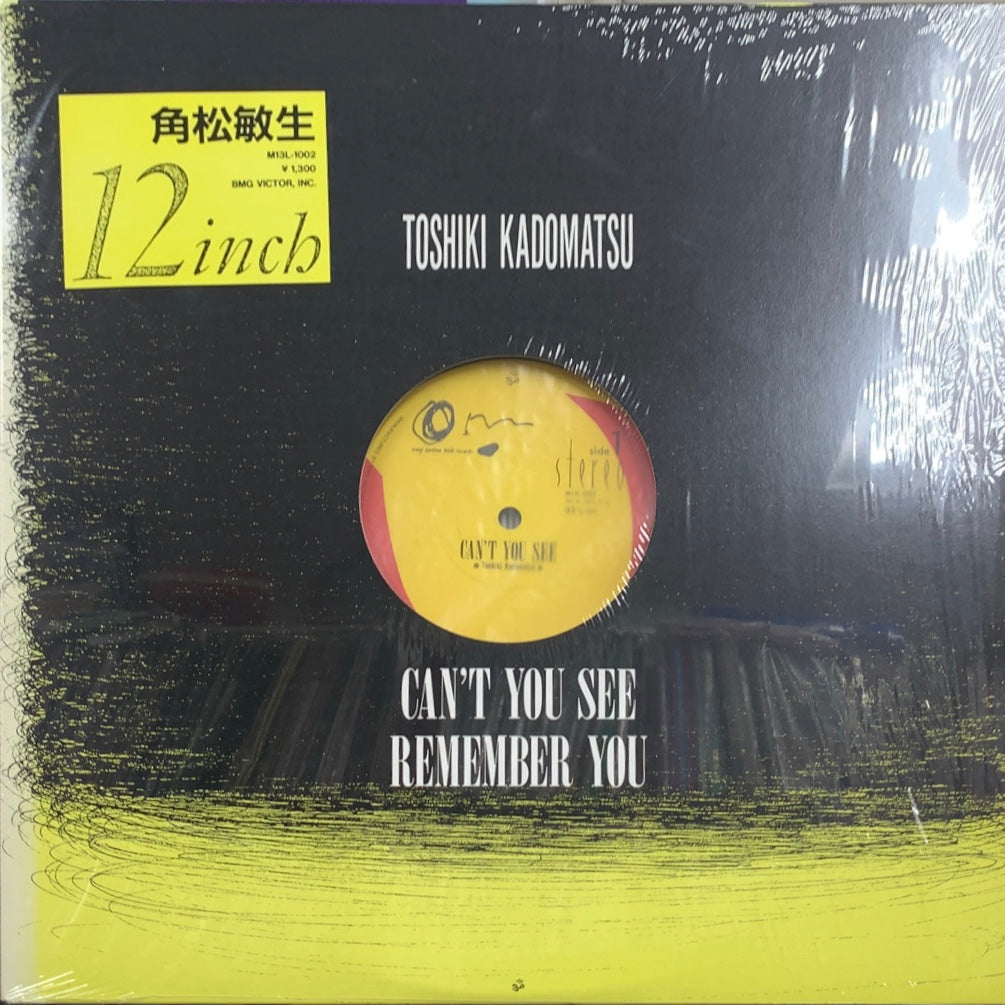 角松敏生
M13L-1002
¥1,300
BMG VICTOR, INC.
12inch
TOSHIKI KADOMATSU
side 1
stereo
CAN'T YOU SEE
Toshiki Kadomatsu
CAN'T YOU SEE
REMEMBER YOU